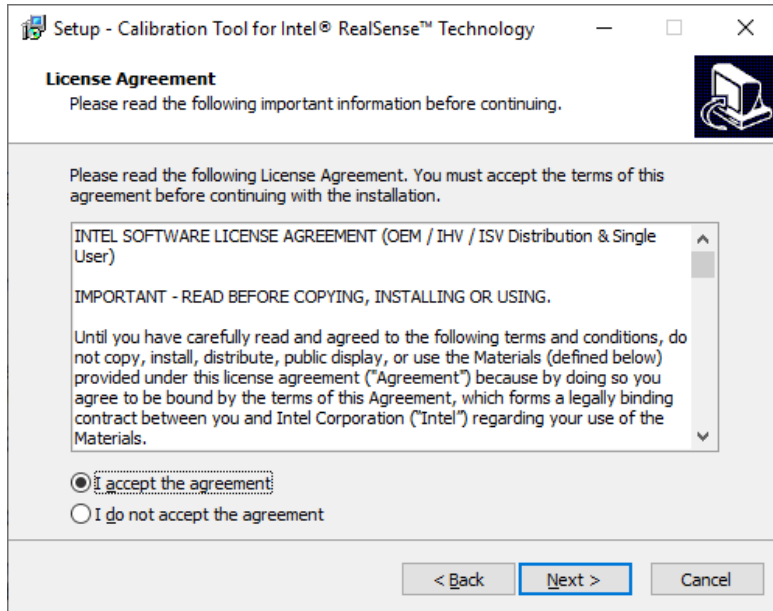 Setup - Calibration Tool for Intel® RealSense™ Technology
License Agreement
Please read the following important information before continuing.
Please read the following License Agreement. You must accept the terms of this
agreement before continuing with the installation.
INTEL SOFTWARE LICENSE AGREEMENT (OEM / IHV / ISV Distribution & Single
User)
IMPORTANT - READ BEFORE COPYING, INSTALLING OR USING.
Until you have carefully read and agreed to the following terms and conditions, do
not copy, install, distribute, public display, or use the Materials (defined below)
provided under this license agreement ("Agreement") because by doing so you
agree to be bound by the terms of this Agreement, which forms a legally binding
contract between you and Intel Corporation ("Intel") regarding your use of the
Materials.
I accept the agreement
I do not accept the agreement
< Back Next > Cancel